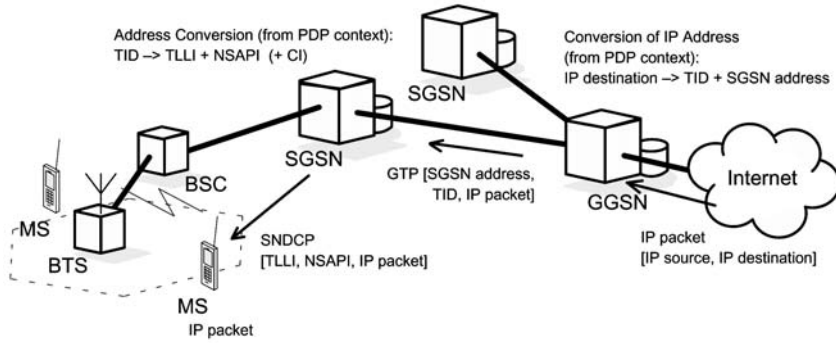 Address Conversion (from PDP context):
TID –> TLLI + NSAPI (+ CI)
Conversion of IP Address
(from PDP context):
IP destination –> TID + SGSN address
SGSN
SGSN
BSC
MS
BTS
GTP [SGSN address,
TID, IP packet]
GGSN
Internet
SNDCP
[TLLI, NSAPI, IP packet]
IP packet
[IP source, IP destination]
MS
IP packet